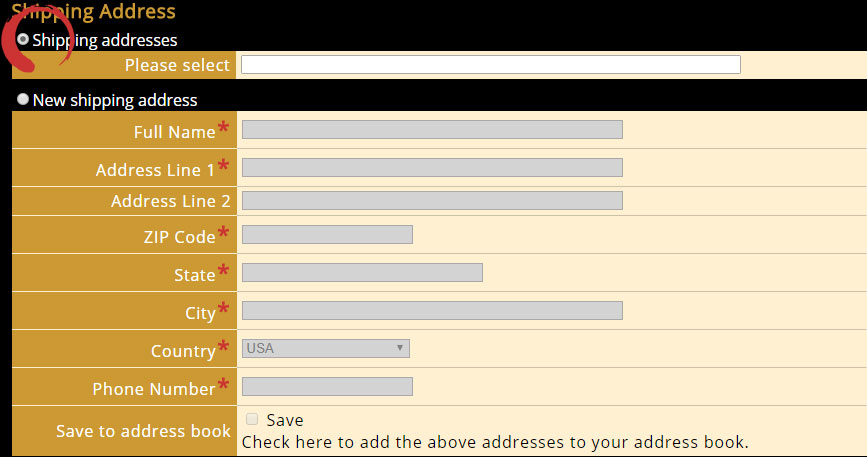 Shipping Address
Shipping addresses
Please select
New shipping address
Full Name*
Address Line 1*
Address Line 2
ZIP Code*
State*
City*
Country* USA
Phone Number*
Save to address book Save
Check here to add the above addresses to your address book.